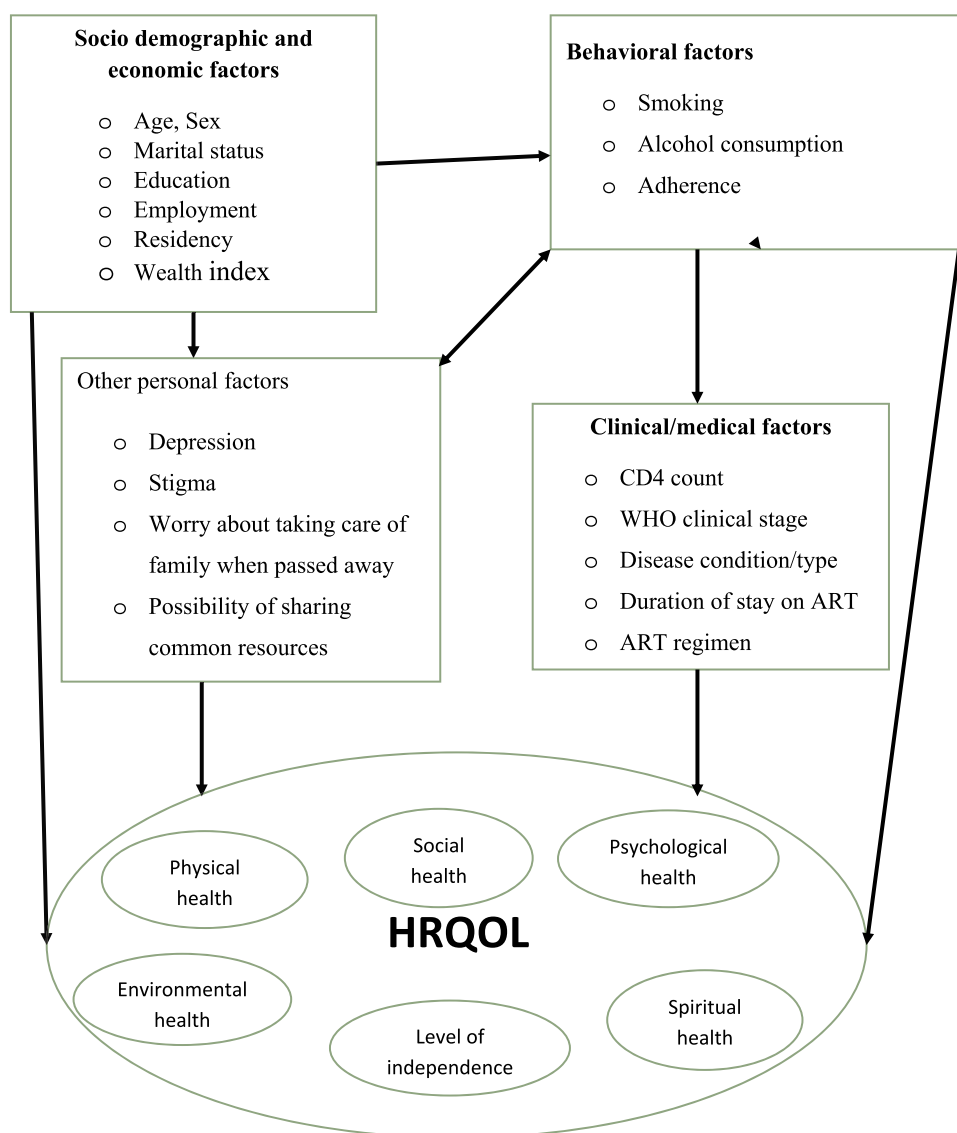 Socio demographic and
economic factors
o Age, Sex
o Marital status
o Education
o Employment
o Residency
o Wealth index
Behavioral factors
o Smoking
o Alcohol consumption
o Adherence
Other personal factors
o Depression
o Stigma
o Worry about taking care of
family when passed away
o Possibility of sharing
common resources
Clinical/medical factors
o CD4 count
o WHO clinical stage
o Disease condition/type
o Duration of stay on ART
o ART regimen
Physical
health
Social
health
Psychological
health
HRQOL
Environmental
health
Level of
independence
Spiritual
health